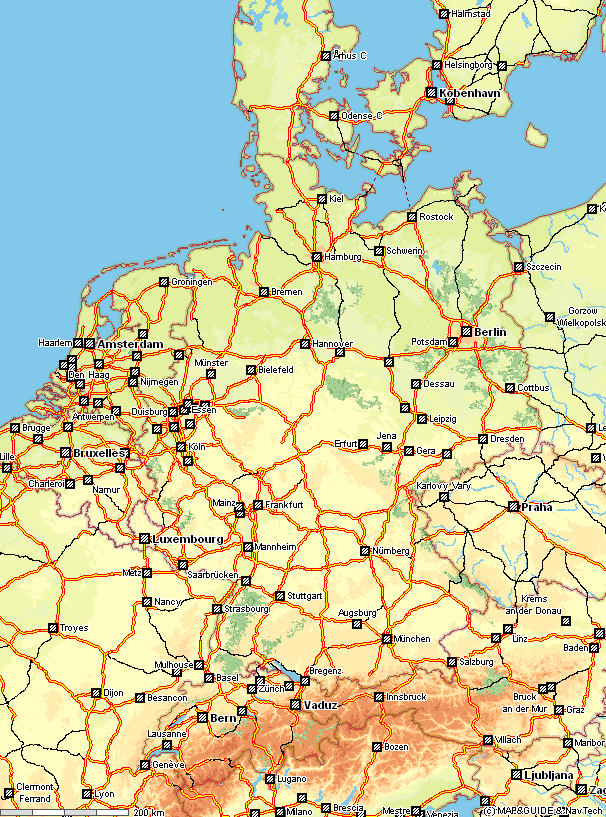 Halmstad
Århus C
Helsingborg
Köbenhavn
Odense C
Kiel
Rostock
Hamburg
Schwerin
Szczecin
Groningen
Bremen
Gorzow
Wielkopolsk
Haarlem
Amsterdam
Hannover
Berlin
Potsdam
Den Haag
Münster
Bielefeld
Nijmegen
Dessau
Cottbus
Antwerpen
Duisburg
Essen
Leipzig
Brugge
Köln
Erfurt
Jena
Gera
Dresden
Lille
Bruxelles
Charleroi
Namur
Karlovy Vary
Praha
Mainz
Frankfurt
Luxembourg
Mannheim
Nürnberg
Metz
Saarbrücken
Nancy
Strasbourg
Stuttgart
Augsburg
Krems
an der Donau
Troyes
München
Linz
Baden
Mulhouse
Basel
Bregenz
Salzburg
Dijon
Besancon
Zürich
Vaduz
Innsbruck
Bruck
an der Mur
Graz
Bern
Lausanne
Bozen
Villach
Maribor
Genève
Lugano
Ljubljana
Clermont
Ferrand
Lyon
Milano
Brescia
Mestre
Venezia
Zag
200 km
(C) MAP&GUIDE & NavTech